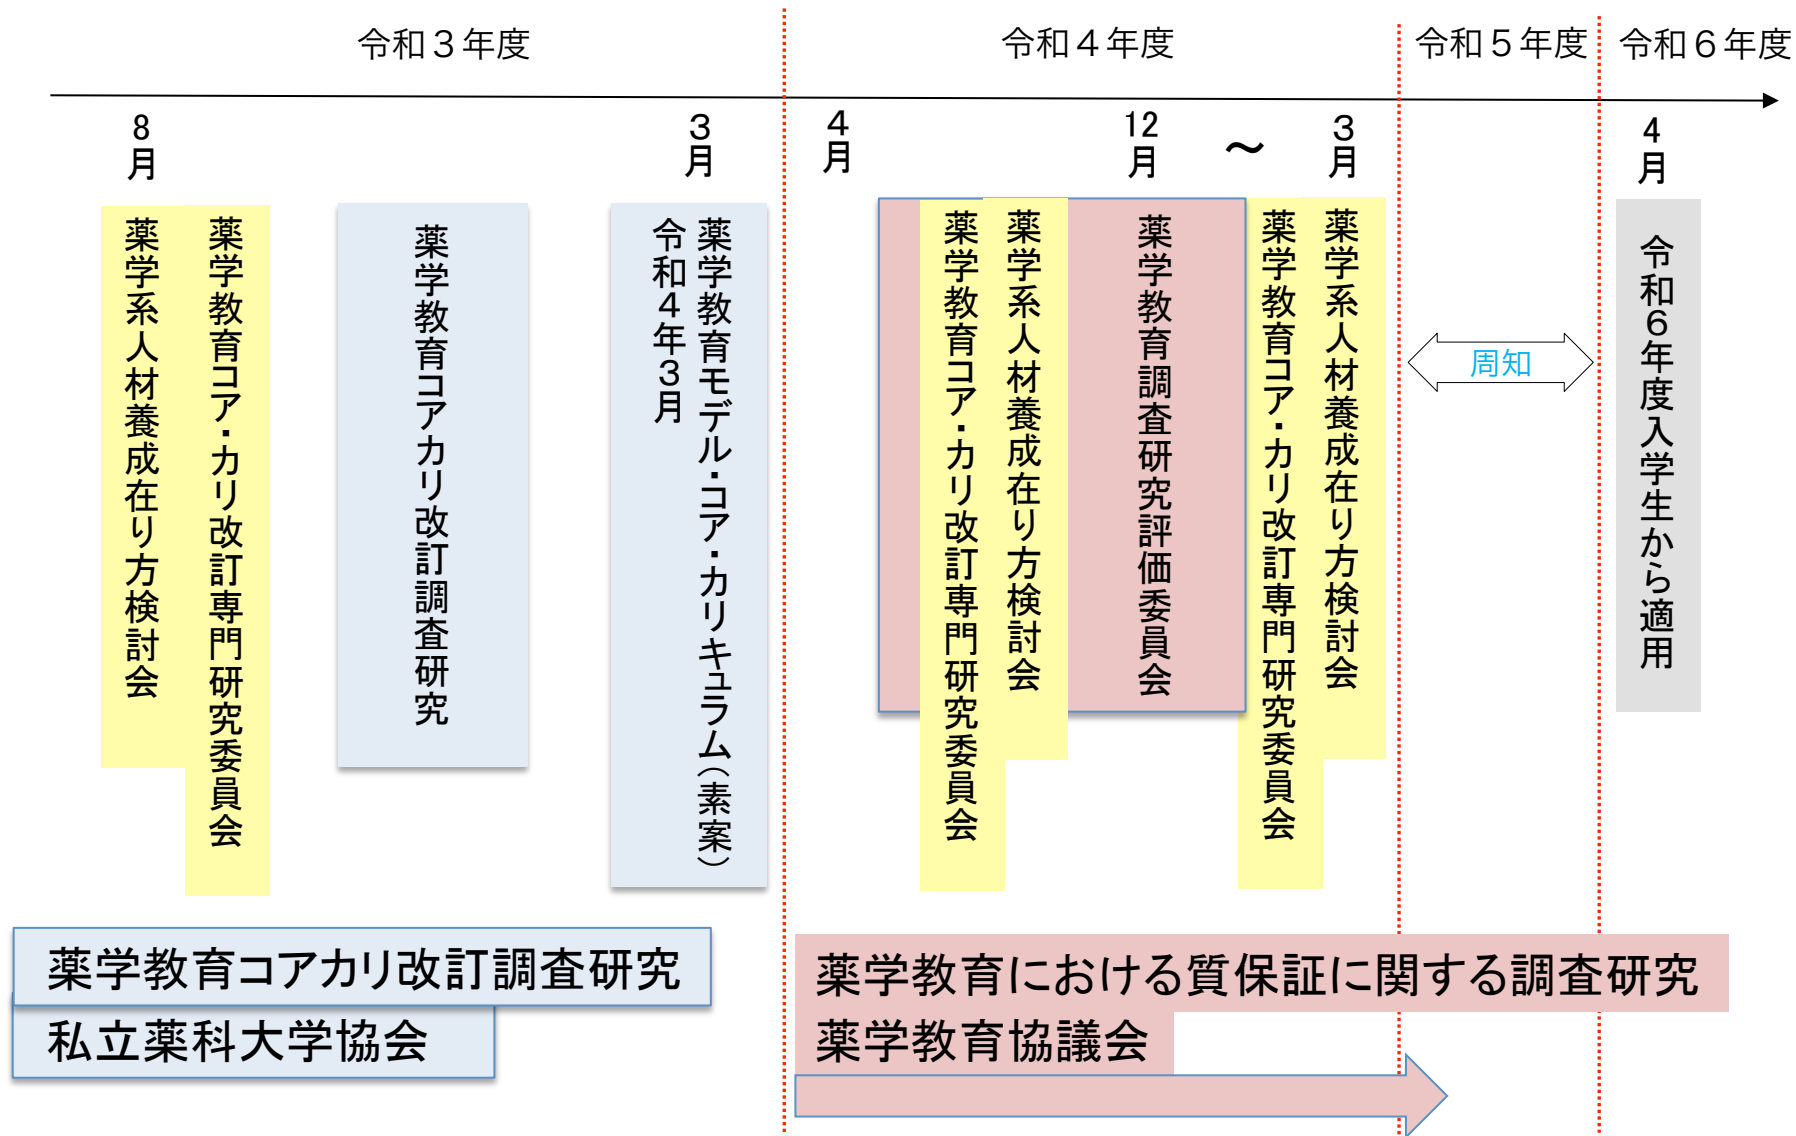 令和３年度
令和４年度
令和５年度
令和６年度
8月
3月
4月
12月
～
3月
4月
薬学系人材養成在り方検討会
薬学教育コア・カリ改訂専門研究委員会
薬学教育コアカリ改訂調査研究
薬学教育モデル・コア・カリキュラム（素案）
令和４年３月
薬学教育コア・カリ改訂専門研究委員会
薬学系人材養成在り方検討会
薬学教育調査研究評価委員会
薬学教育コア・カリ改訂専門研究委員会
薬学系人材養成在り方検討会
周知
令和６年度入学生から適用
薬学教育コアカリ改訂調査研究
私立薬科大学協会
薬学教育における質保証に関する調査研究
薬学教育協議会